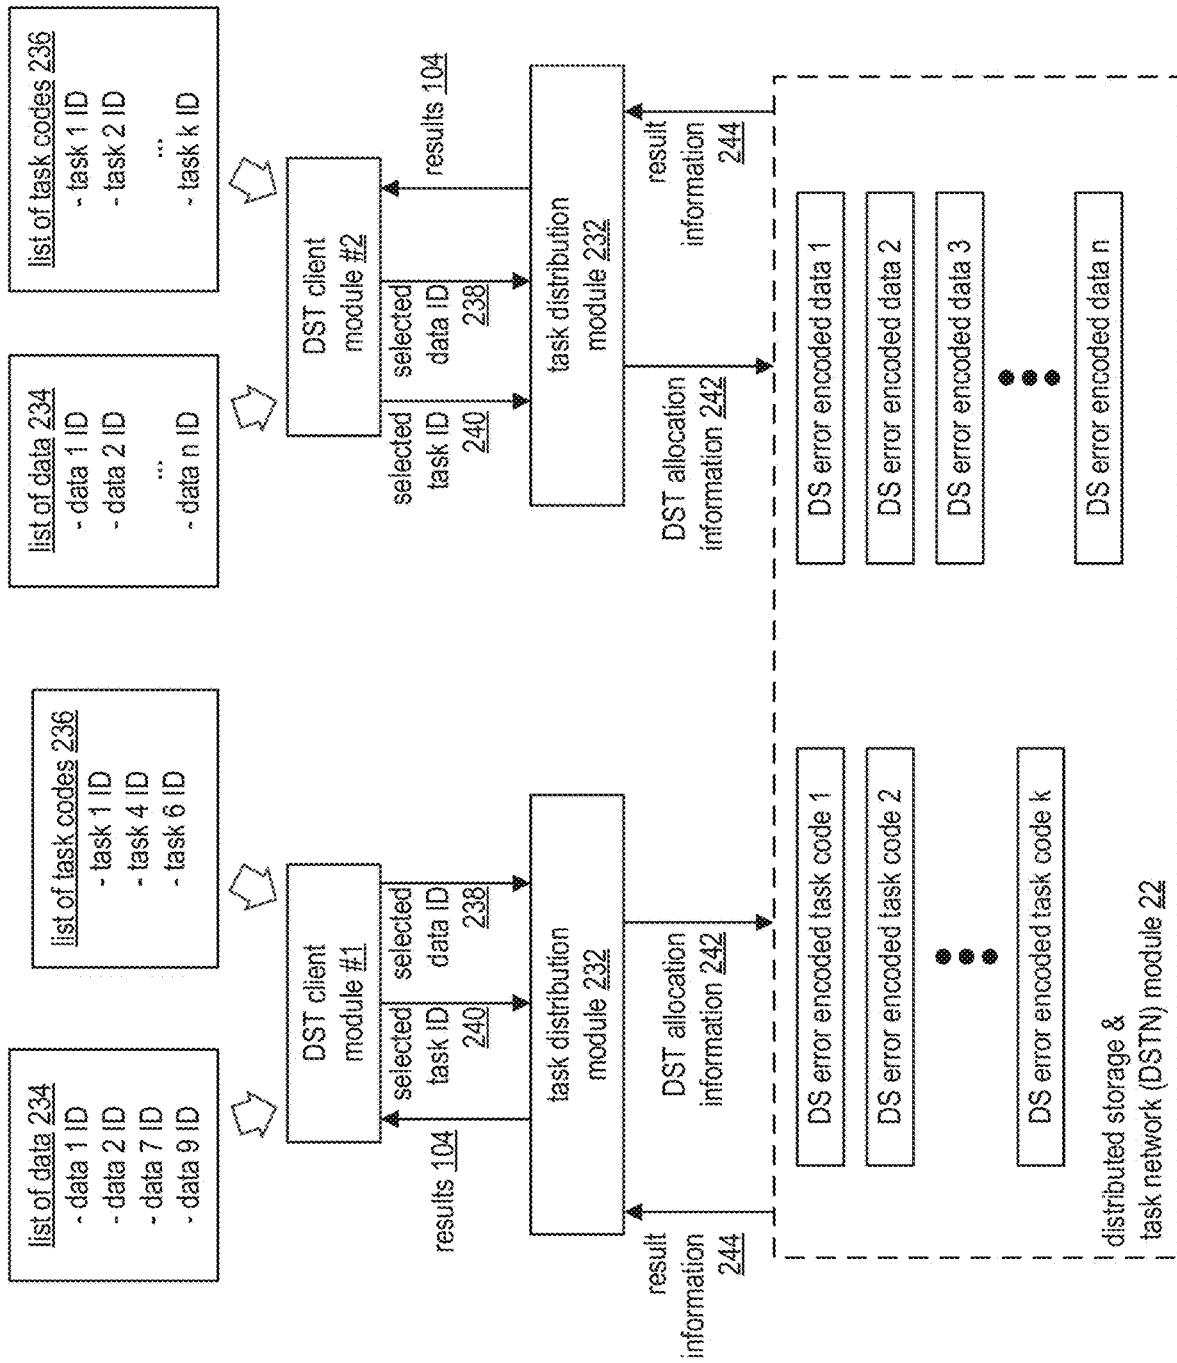 list of data 234
- data 1 ID
- data 2 ID
- data 7 ID
- data 9 ID
list of task codes 236
- task 1 ID
- task 4 ID
- task 6 ID
list of data 234
- data 1 ID
- data 2 ID
...
- data n ID
list of task codes 236
- task 1 ID
- task 2 ID
...
- task k ID
DST client
module #1
results 104
selected
task ID
240
selected
data ID
238
task distribution
module 232
result
information
244
DST allocation
information 242
DST client
module #2
selected
task ID
240
selected
data ID
238
results 104
task distribution
module 232
DST allocation
information 242
result
information
244
DS error encoded task code 1
DS error encoded task code 2
DS error encoded task code k
DS error encoded data 1
DS error encoded data 2
DS error encoded data 3
DS error encoded data n
distributed storage &
task network (DSTN) module 22